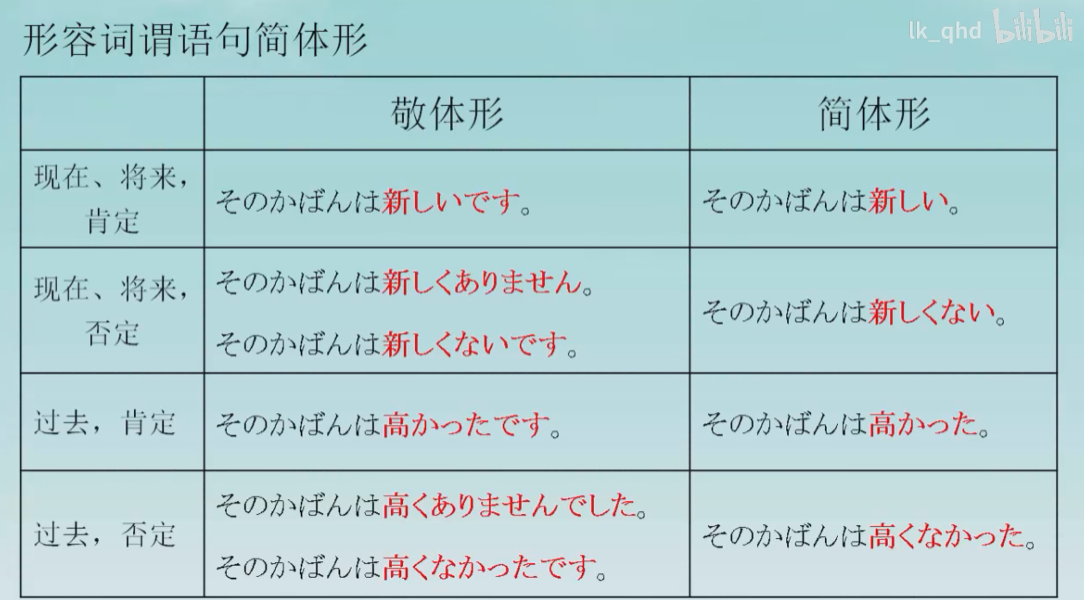 形容词谓语句简体形
lk_qhd bilibili
敬体形
简体形
现在、将来，
肯定
そのかばんは新しいです。
そのかばんは新しい。
现在、将来，
否定
そのかばんは新しくありません。
そのかばんは新しくないです。
そのかばんは新しくない。
过去，肯定
そのかばんは高かったです。
そのかばんは高かった。
过去，否定
そのかばんは高くありませんでした。
そのかばんは高くなかったです。
そのかばんは高くなかった。